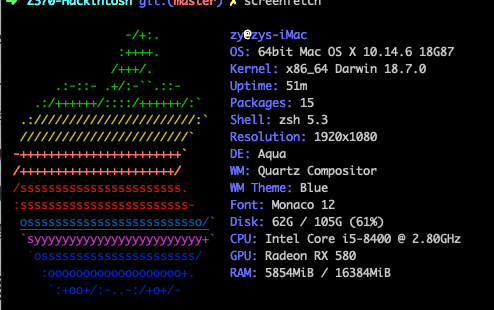 ➜ Z370-Hackintosh git:(master) ✗ screenfetch
-/+:. zy@zys-iMac
:++++. OS: 64bit Mac OS X 10.14.6 18G87
/+++/. Kernel: x86_64 Darwin 18.7.0
.:-::- .+/:-``.::- Uptime: 51m
.:/++++++/::::/++++++/:` Packages: 15
.:///////////////////////:` Shell: zsh 5.3
////////////////////////` Resolution: 1920x1080
-+++++++++++++++++++++++` DE: Aqua
/++++++++++++++++++++++/ WM: Quartz Compositor
/sssssssssssssssssssssss. WM Theme: Blue
:ssssssssssssssssssssssss- Font: Monaco 12
osssssssssssssssssssssssso/` Disk: 62G / 105G (61%)
`syyyyyyyyyyyyyyyyyyyyyyyy+` CPU: Intel Core i5-8400 @ 2.80GHz
`ossssssssssssssssssssss/ GPU: Radeon RX 580
:ooooooooooooooooooo+. RAM: 5854MiB / 16384MiB
`:+oo+/:-..-:/+o+/-